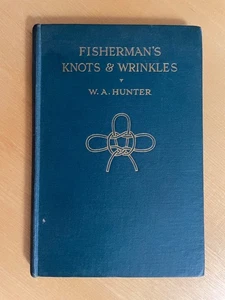 FISHERMAN'S
KNOTS & WRINKLES
W. A. HUNTER